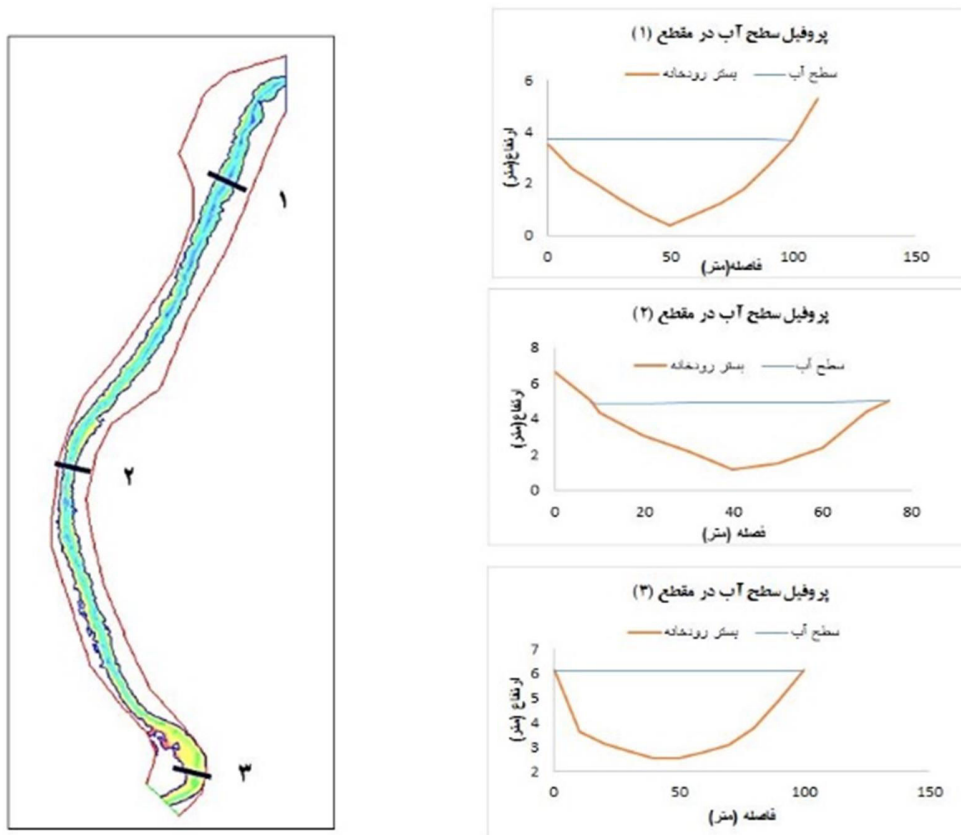 ۱
۲
۳
پروفیل سطح آب در مقطع (۱)
بستر رودخانه سطح آب
ارتفاع(متر)
6
4
2
0
0 50 100 150
فاصله(متر)
پروفیل سطح آب در مقطع (۲)
بستر رودخانه سطح آب
ارتفاع(متر)
8
6
4
2
0
0 20 40 60 80
فصله (متر)
پروفیل سطح آب در مقطع (۳)
بستر رودخانه سطح آب
ارتفاع (متر)
7
6
5
4
3
2
0 50 100 150
فاصله (متر)